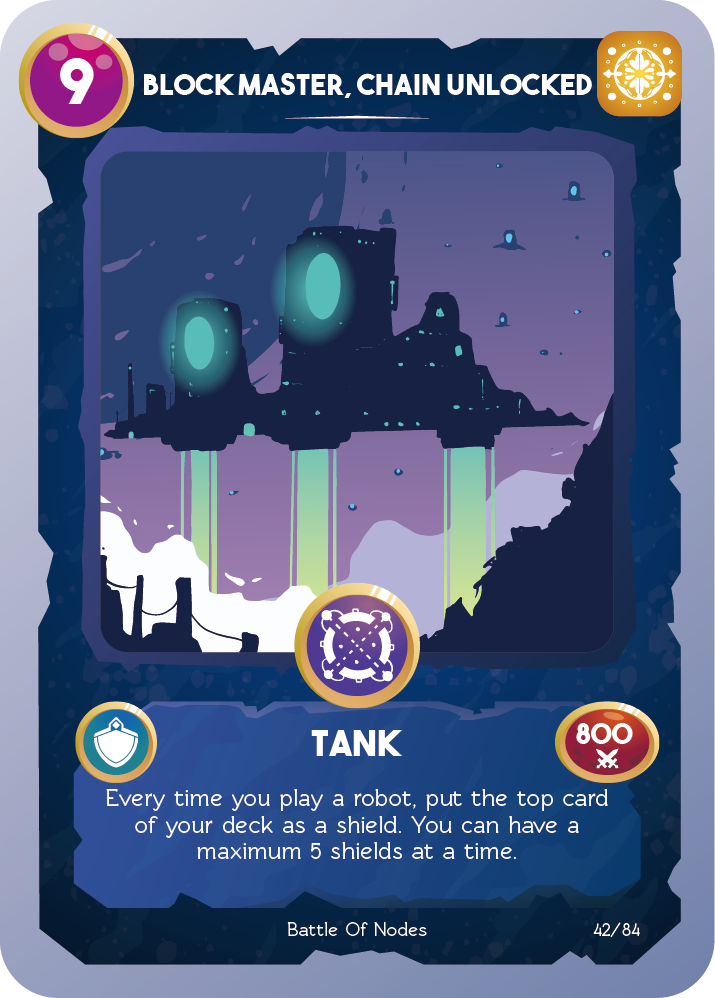 9
BLOCK MASTER, CHAIN UNLOCKED
TANK
800
Every time you play a robot, put the top card
of your deck as a shield. You can have a
maximum 5 shields at a time.
Battle Of Nodes
42/84